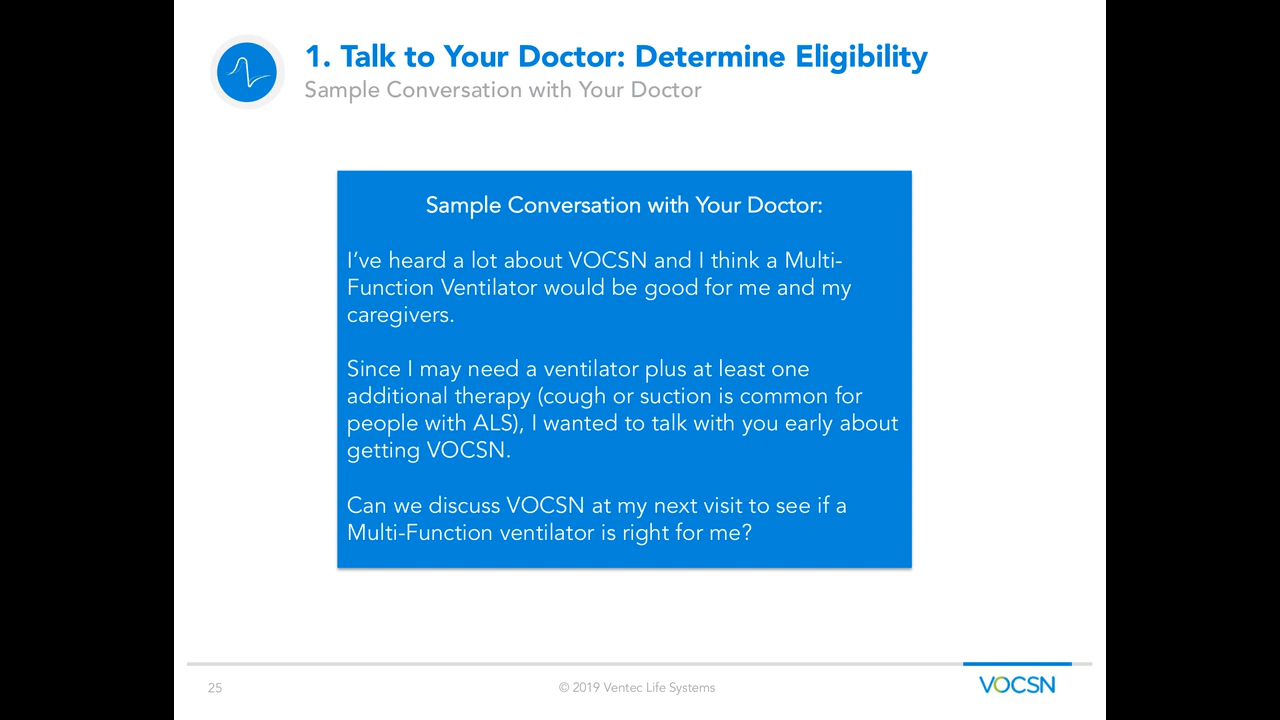 1. Talk to Your Doctor: Determine Eligibility
Sample Conversation with Your Doctor
Sample Conversation with Your Doctor:
I’ve heard a lot about VOCSN and I think a Multi-
Function Ventilator would be good for me and my
caregivers.
Since I may need a ventilator plus at least one
additional therapy (cough or suction is common for
people with ALS), I wanted to talk with you early about
getting VOCSN.
Can we discuss VOCSN at my next visit to see if a
Multi-Function ventilator is right for me?
25
© 2019 Ventec Life Systems
VOCSN